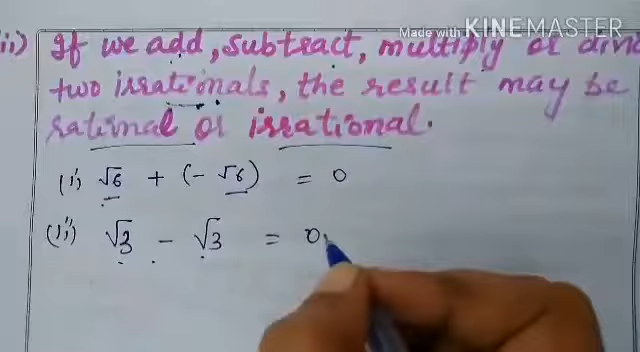 Made with KINEMASTER
ii) If we add, subtract, multiply or divi
two irrationals, the result may be
rational or irrational.
(i) √6 + (-√6) = 0
(ii) √3 - √3 = 0